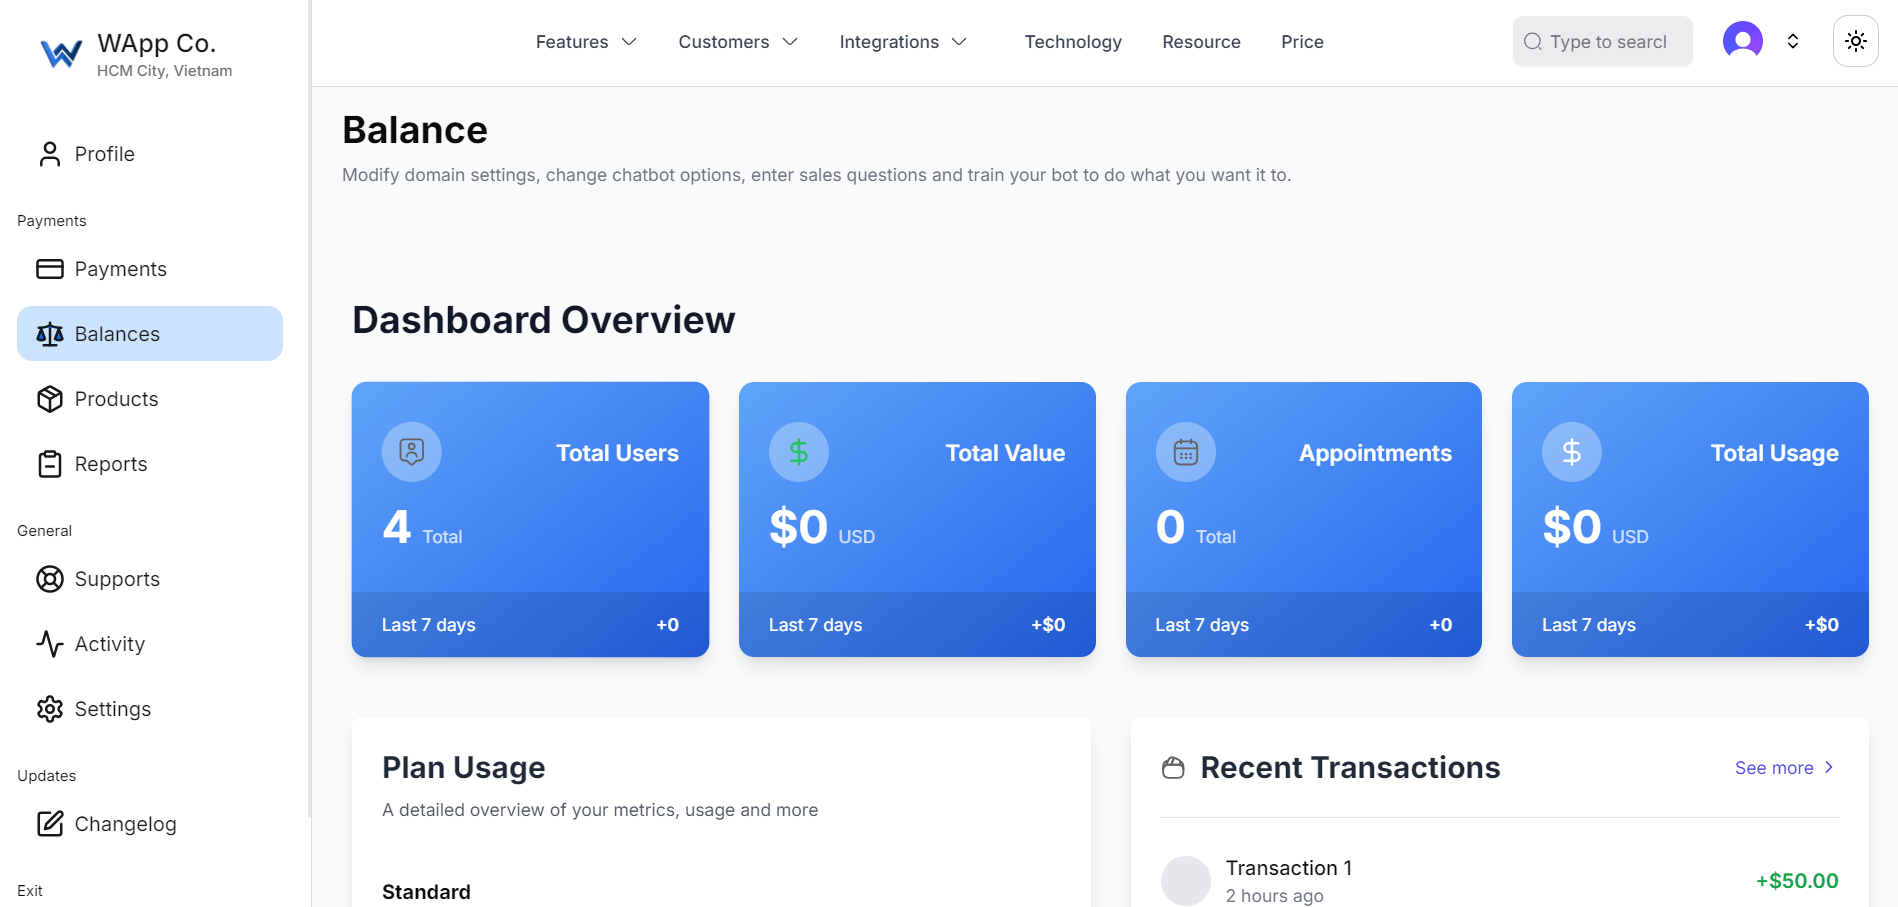 WApp Co.
HCM City, Vietnam
Profile
Payments
Payments
Balances
Products
Reports
General
Supports
Activity
Settings
Updates
Changelog
Exit
Features
Customers
Integrations
Technology
Resource
Price
Type to searcl
Balance
Modify domain settings, change chatbot options, enter sales questions and train your bot to do what you want it to.
Dashboard Overview
Total Users
4 Total
Last 7 days +0
Total Value
$0 USD
Last 7 days +$0
Appointments
0 Total
Last 7 days +0
Total Usage
$0 USD
Last 7 days +$0
Plan Usage
A detailed overview of your metrics, usage and more
Standard
Recent Transactions
See more
Transaction 1
2 hours ago
+$50.00